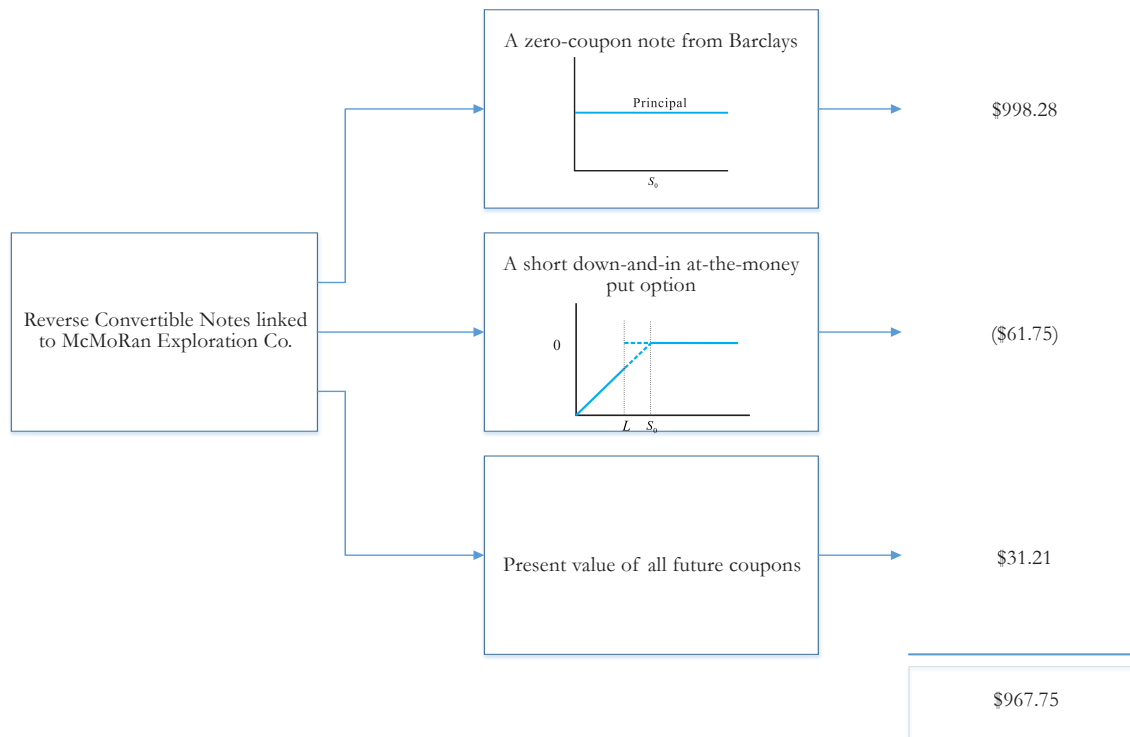 A zero-coupon note from Barclays
Principal
S₀
$998.28
Reverse Convertible Notes linked
to McMoRan Exploration Co.
A short down-and-in at-the-money
put option
0
L S₀
($61.75)
Present value of all future coupons
$31.21
$967.75